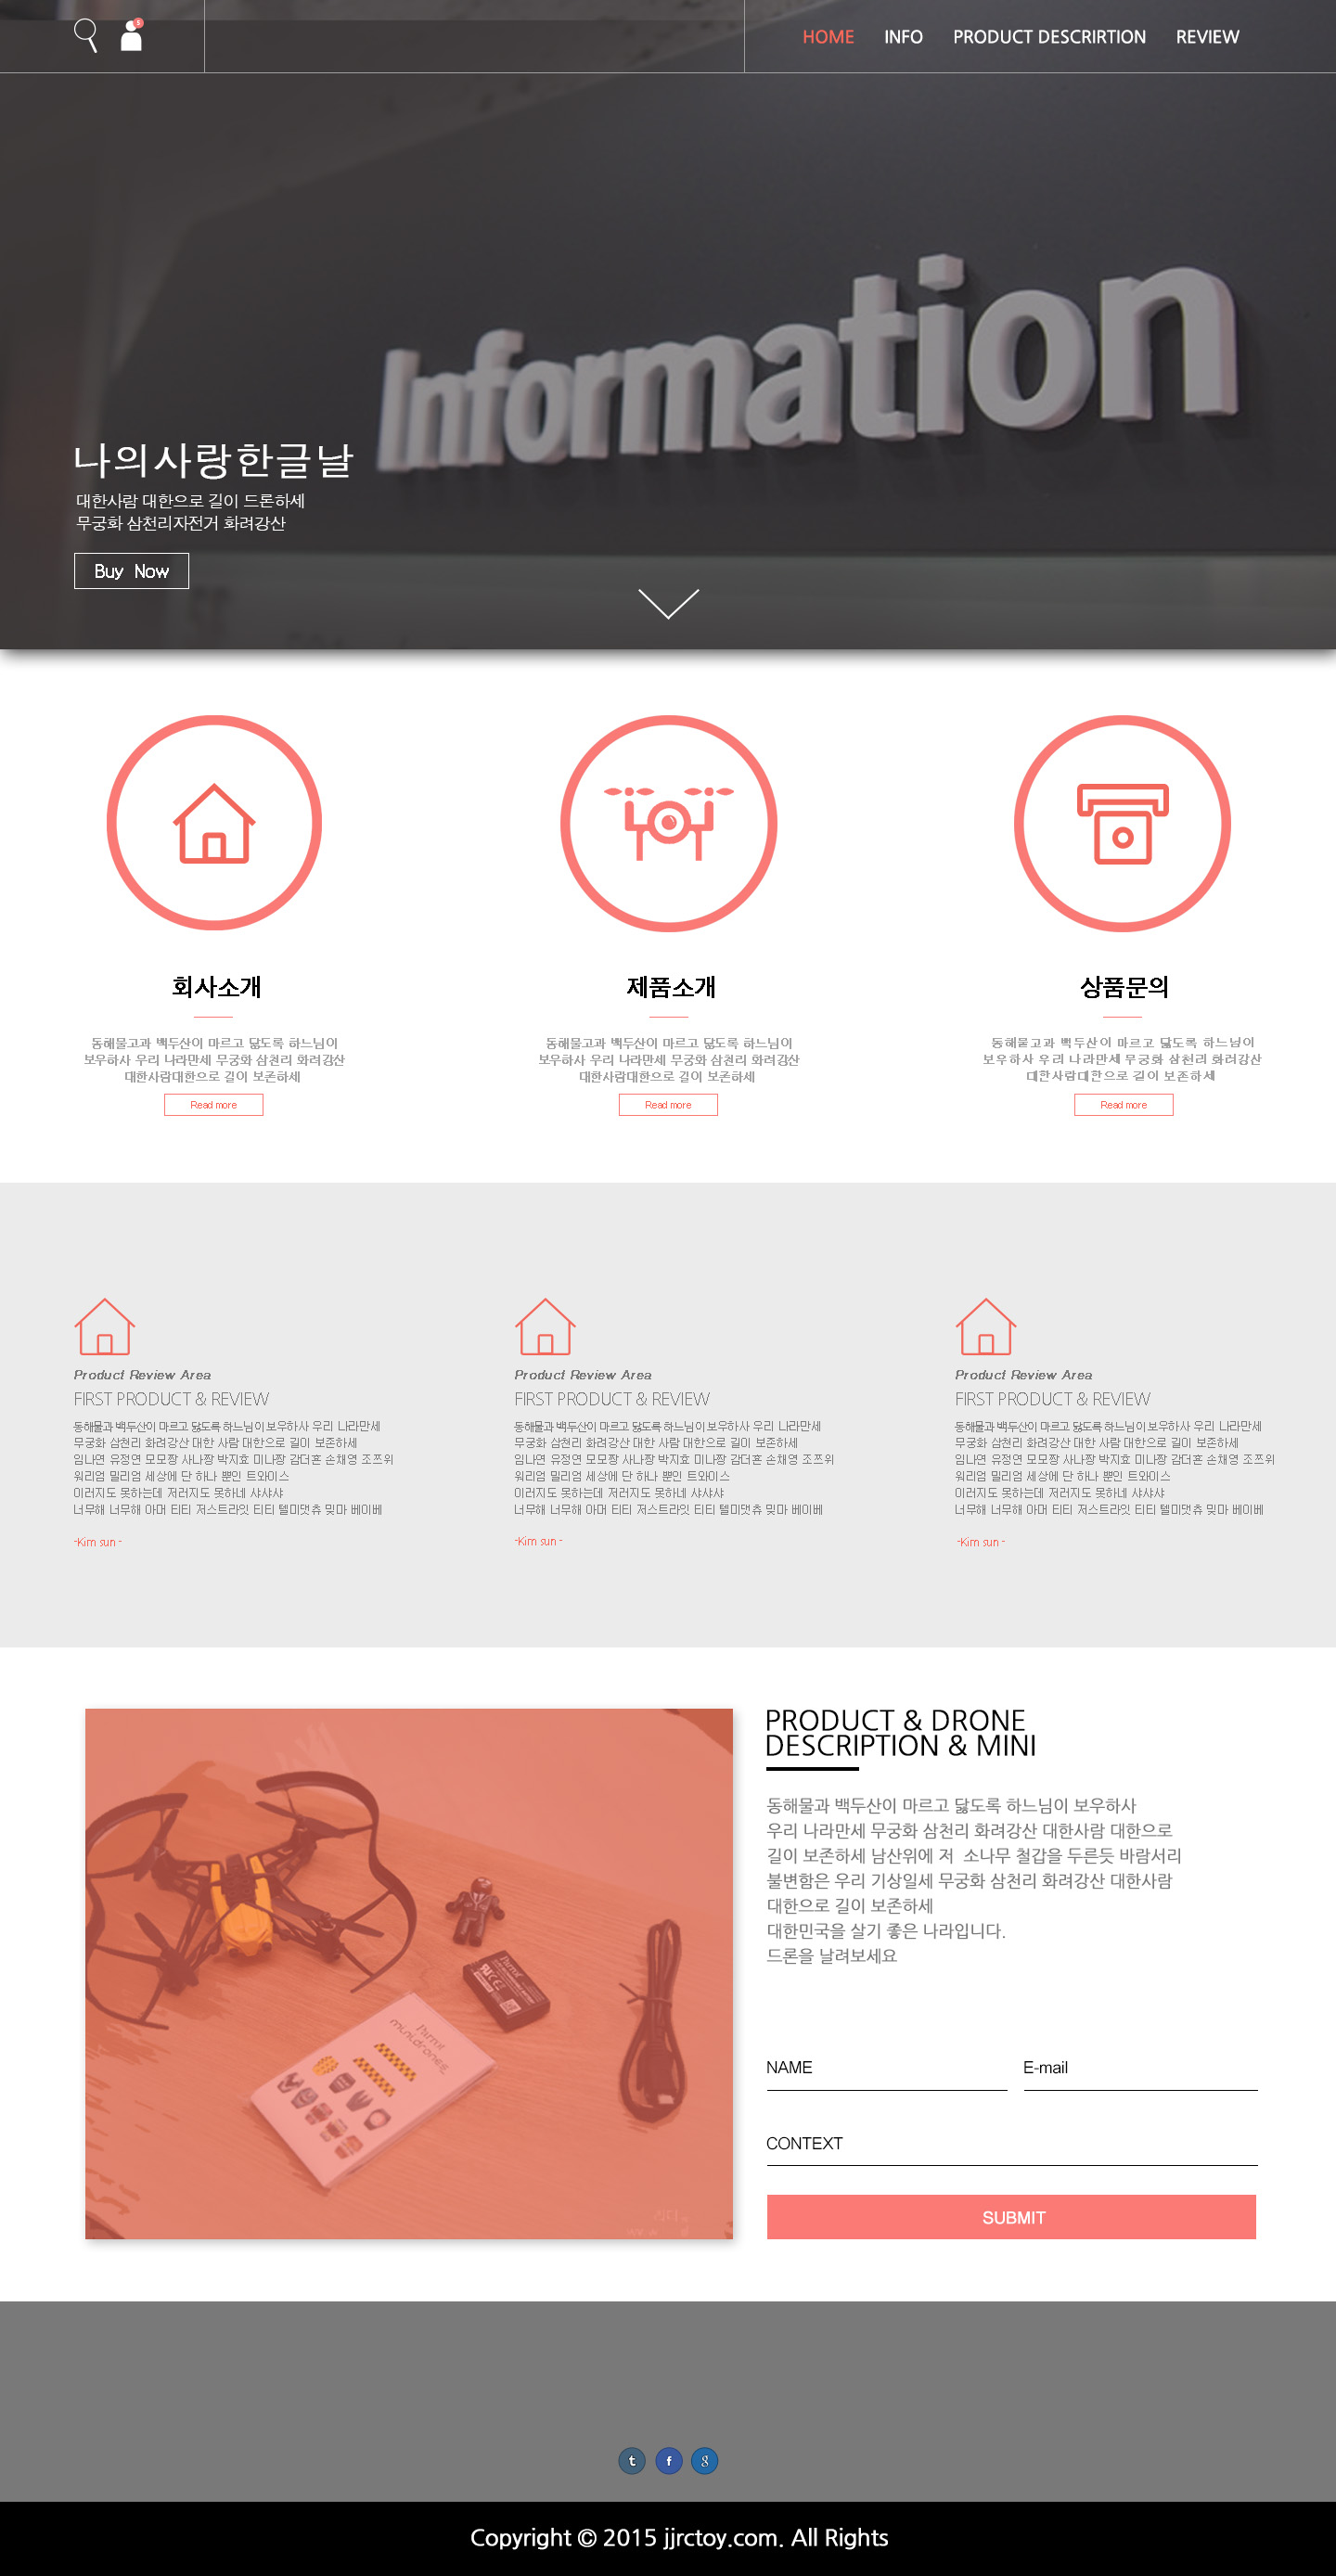 HOME INFO PRODUCT DESCRIRTION REVIEW
Information
나의사랑한글날
대한사람 대한으로 길이 드론하세
무궁화 삼천리자전거 화려강산
Buy Now
회사소개
동해물고과 백두산이 마르고 닳도록 하느님이
보우하사 우리 나라만세 무궁화 삼천리 화려강산
대한사람대한으로 길이 보존하세
Read more
제품소개
동해물고과 백두산이 마르고 닳도록 하느님이
보우하사 우리 나라만세 무궁화 삼천리 화려강산
대한사람대한으로 길이 보존하세
Read more
상품문의
동해물고과 백두산이 마르고 닳도록 하느님이
보우하사 우리 나라만세 무궁화 삼천리 화려강산
대한사람대한으로 길이 보존하세
Read more
Product Review Area
FIRST PRODUCT & REVIEW
동해물과 백두산이 마르고 닳도록 하느님이 보우하사 우리 나라만세
무궁화 삼천리 화려강산 대한 사람 대한으로 길이 보존하세
임나연 유정연 모모짱 사나짱 박지효 미나짱 감더훈 손채영 조쯔위
워리엄 밀리엄 세상에 단 하나 뿐인 트와이스
이러지도 못하는데 저러지도 못하네 샤샤샤
너무해 너무해 아머 티티 저스트라잇 티티 텔미댓츄 밎마 베이베
-Kim sun -
Product Review Area
FIRST PRODUCT & REVIEW
동해물과 백두산이 마르고 닳도록 하느님이 보우하사 우리 나라만세
무궁화 삼천리 화려강산 대한 사람 대한으로 길이 보존하세
임나연 유정연 모모짱 사나짱 박지효 미나짱 감더훈 손채영 조쯔위
워리엄 밀리엄 세상에 단 하나 뿐인 트와이스
이러지도 못하는데 저러지도 못하네 샤샤샤
너무해 너무해 아머 티티 저스트라잇 티티 텔미댓츄 밎마 베이베
-Kim sun -
Product Review Area
FIRST PRODUCT & REVIEW
동해물과 백두산이 마르고 닳도록 하느님이 보우하사 우리 나라만세
무궁화 삼천리 화려강산 대한 사람 대한으로 길이 보존하세
임나연 유정연 모모짱 사나짱 박지효 미나짱 감더훈 손채영 조쯔위
워리엄 밀리엄 세상에 단 하나 뿐인 트와이스
이러지도 못하는데 저러지도 못하네 샤샤샤
너무해 너무해 아머 티티 저스트라잇 티티 텔미댓츄 밎마 베이베
-Kim sun -
PRODUCT & DRONE
DESCRIPTION & MINI
동해물과 백두산이 마르고 닳도록 하느님이 보우하사
우리 나라만세 무궁화 삼천리 화려강산 대한사람 대한으로
길이 보존하세 남산위에 저 소나무 철갑을 두른듯 바람서리
불변함은 우리 기상일세 무궁화 삼천리 화려강산 대한사람
대한으로 길이 보존하세
대한민국을 살기 좋은 나라입니다.
드론을 날려보세요
Parrot
minidrones
NAME E-mail
CONTEXT
SUBMIT
t f g
Copyright © 2015 jjrctoy.com. All Rights